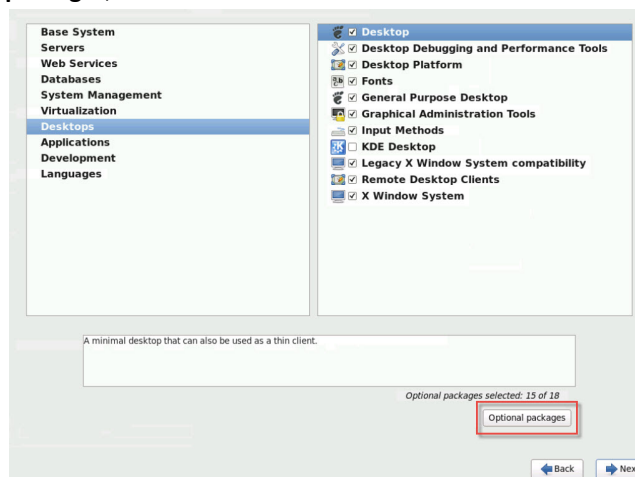 Base System
Servers
Web Services
Databases
System Management
Virtualization
Desktops
Applications
Development
Languages
Desktop
Desktop Debugging and Performance Tools
Desktop Platform
Fonts
General Purpose Desktop
Graphical Administration Tools
Input Methods
KDE Desktop
Legacy X Window System compatibility
Remote Desktop Clients
X Window System
A minimal desktop that can also be used as a thin client.
Optional packages selected: 15 of 18
Optional packages
Back
Nex